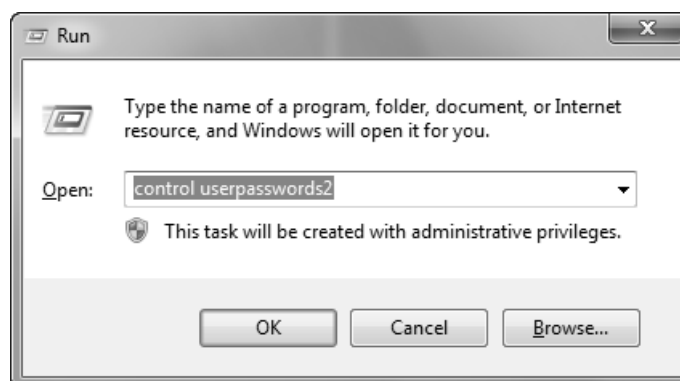 Run
Type the name of a program, folder, document, or Internet
resource, and Windows will open it for you.
Open: control userpasswords2
This task will be created with administrative privileges.
OK Cancel Browse...